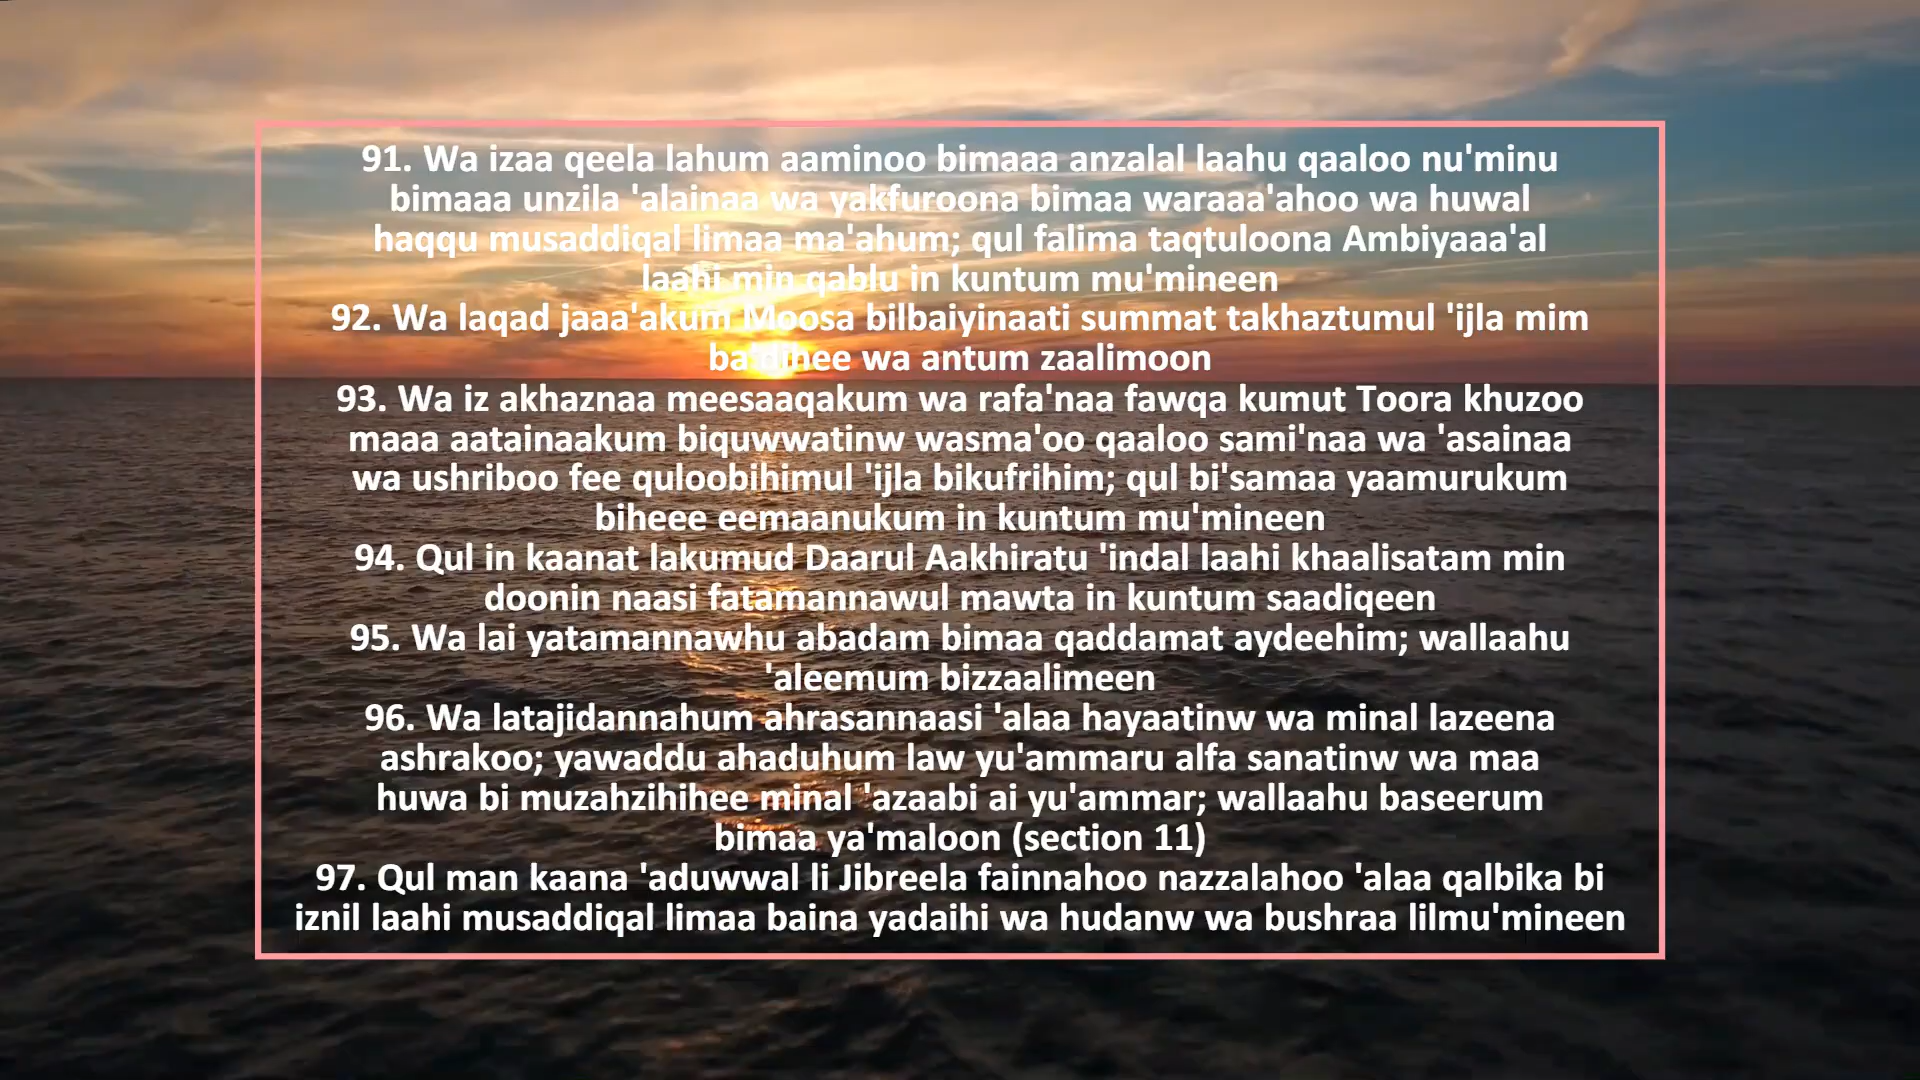 91. Wa izaa qeela lahum aaminoo bimaaa anzalal laahu qaaloo nu'minu
bimaaa unzila 'alainaa wa yakfuroona bimaa waraaa'ahoo wa huwal
haqqu musaddiqal limaa ma'ahum; qul falima taqtuloona Ambiyaaa'al
laahi min qablu in kuntum mu'mineen
92. Wa laqad jaaa'akum Moosa bilbaiyinaati summat takhaztumul 'ijla mim
ba'dihee wa antum zaalimoon
93. Wa iz akhaznaa meesaaqakum wa rafa'naa fawqa kumut Toora khuzoo
maaa aatainaakum biquwwatinw wasma'oo qaaloo sami'naa wa 'asainaa
wa ushriboo fee quloobihimul 'ijla bikufrihim; qul bi'samaa yaamurukum
biheee eemaanukum in kuntum mu'mineen
94. Qul in kaanat lakumud Daarul Aakhiratu 'indal laahi khaalisatam min
doonin naasi fatamannawul mawta in kuntum saadiqeen
95. Wa lai yatamannawhu abadam bimaa qaddamat aydeehim; wallaahu
'aleemum bizzaalimeen
96. Wa latajidannahum ahrasannaasi 'alaa hayaatinw wa minal lazeena
ashrakoo; yawaddu ahaduhum law yu'ammaru alfa sanatinw wa maa
huwa bi muzahzihihee minal 'azaabi ai yu'ammar; wallaahu baseerum
bimaa ya'maloon (section 11)
97. Qul man kaana 'aduwwal li Jibreela fainnahoo nazzalahoo 'alaa qalbika bi
iznil laahi musaddiqal limaa baina yadaihi wa hudanw wa bushraa lilmu'mineen